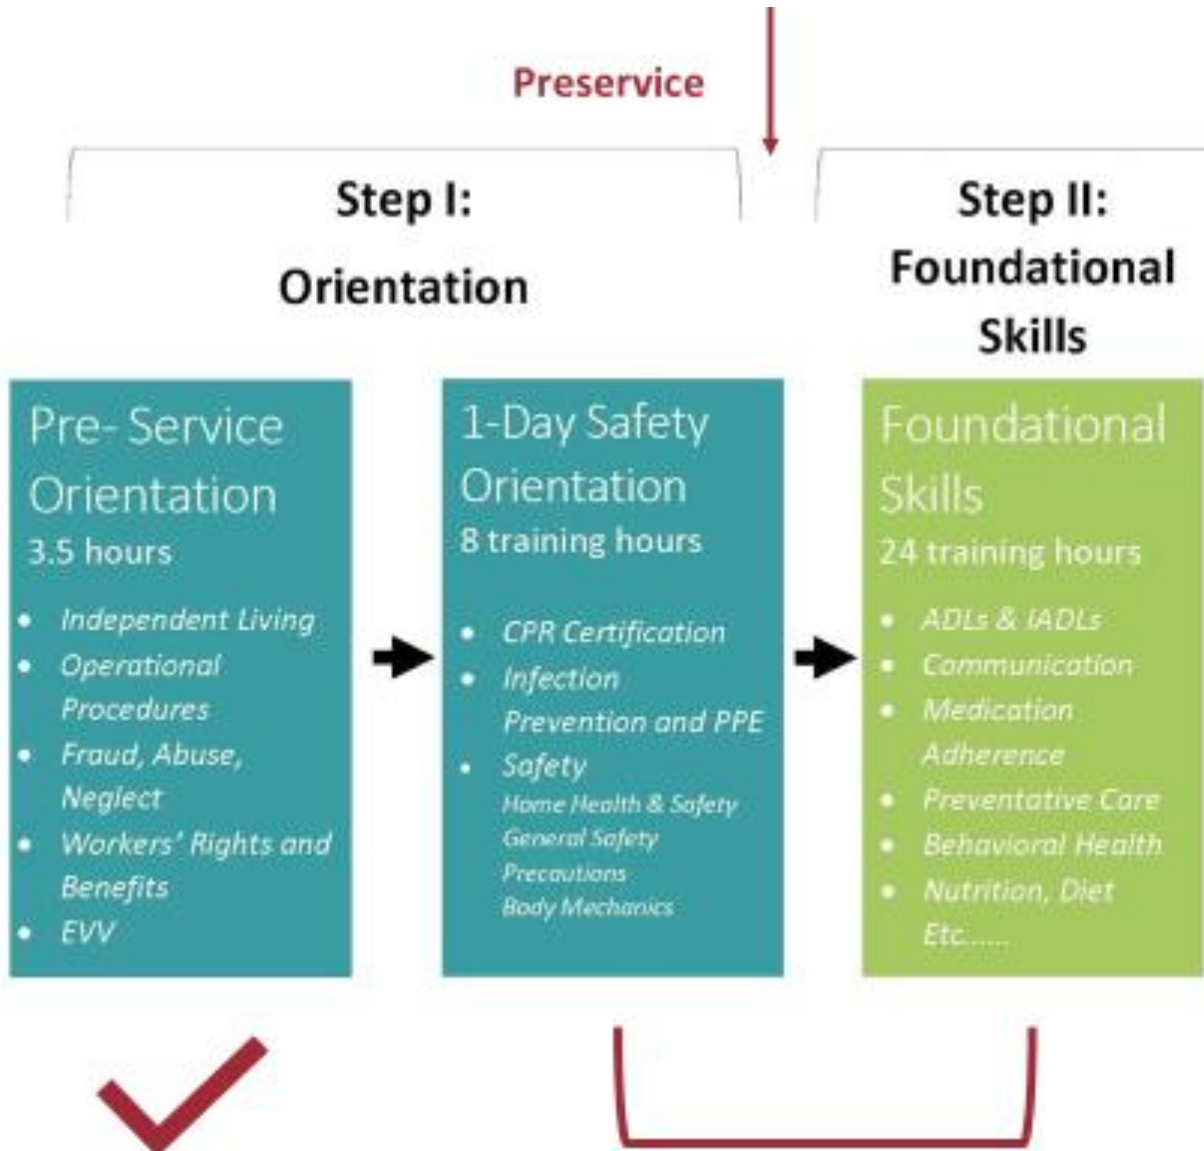 Preservice
Step I:
Orientation
Step II:
Foundational
Skills
Pre- Service
Orientation
3.5 hours
• Independent Living
• Operational
Procedures
• Fraud, Abuse,
Neglect
• Workers' Rights and
Benefits
• EVV
1-Day Safety
Orientation
8 training hours
• CPR Certification
• Infection
Prevention and PPE
• Safety
Home Health & Safety
General Safety
Precautions
Body Mechanics
Foundational
Skills
24 training hours
• ADLs & IADLs
• Communication
• Medication
Adherence
• Preventative Care
• Behavioral Health
• Nutrition, Diet
Etc......